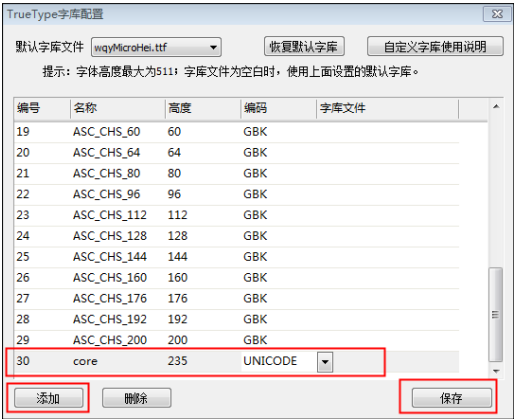 TrueType字库配置
默认字库文件 wqyMicroHei.ttf 恢复默认字库 自定义字库使用说明
提示：字体高度最大为511；字库文件为空白时，使用上面设置的默认字库。
编号 名称 高度 编码 字库文件
19 ASC_CHS_60 60 GBK
20 ASC_CHS_64 64 GBK
21 ASC_CHS_80 80 GBK
22 ASC_CHS_96 96 GBK
23 ASC_CHS_112 112 GBK
24 ASC_CHS_128 128 GBK
25 ASC_CHS_144 144 GBK
26 ASC_CHS_160 160 GBK
27 ASC_CHS_176 176 GBK
28 ASC_CHS_192 192 GBK
29 ASC_CHS_200 200 GBK
30 core 235 UNICODE
添加 删除 保存